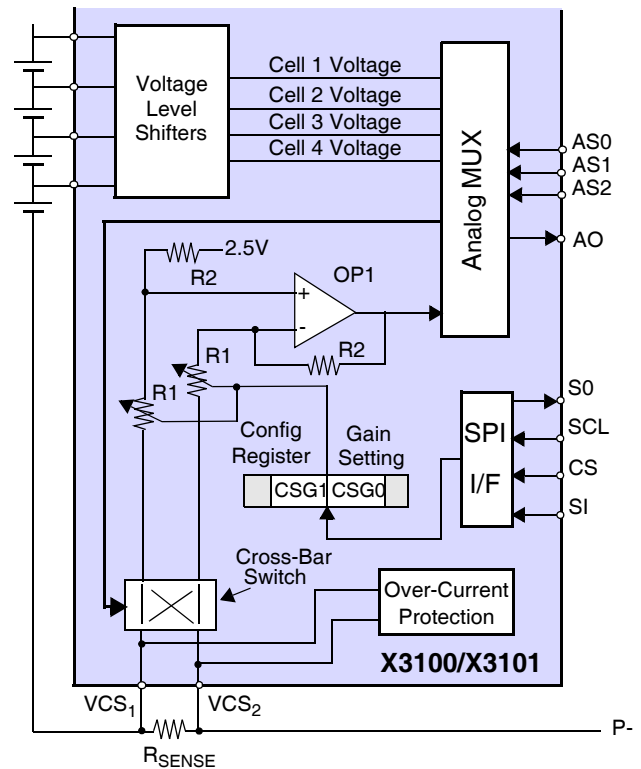 Voltage
Level
Shifters
Cell 1 Voltage
Cell 2 Voltage
Cell 3 Voltage
Cell 4 Voltage
Analog MUX
AS0
AS1
AS2
AO
2.5V
R2
OP1
+
-
R2
R1
R1
Config
Register
Gain
Setting
CSG1 CSG0
SPI
I/F
S0
SCL
CS
SI
Cross-Bar
Switch
Over-Current
Protection
X3100/X3101
VCS1
VCS2
P-
RSENSE